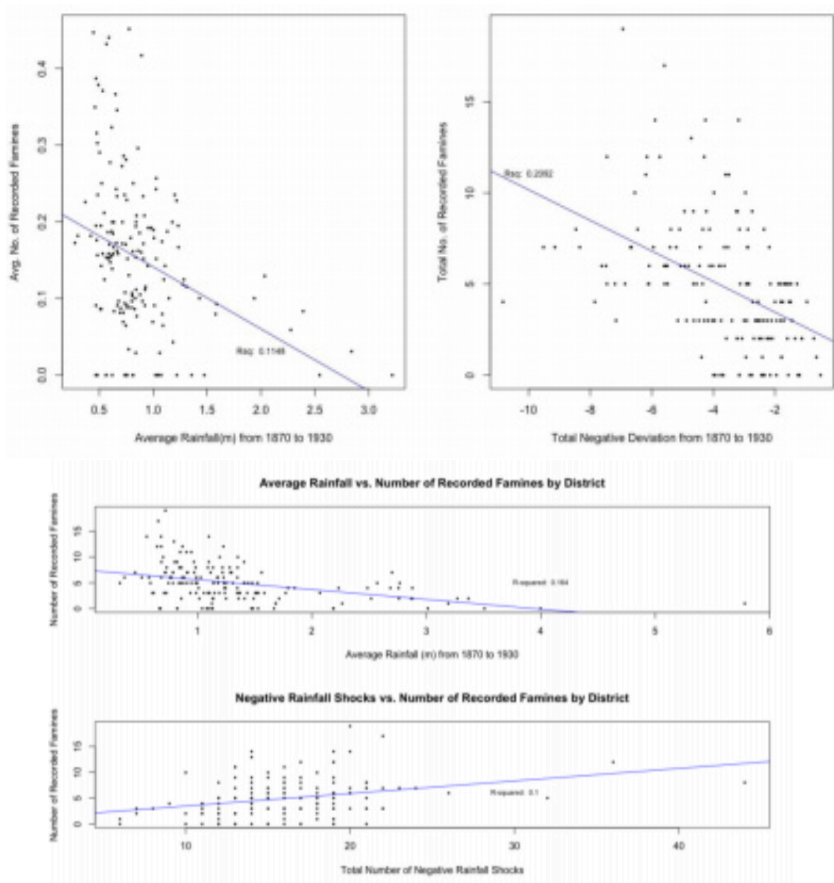 Avg. No. of Recorded Famines
0.4
0.3
0.2
0.1
0.0
Rsq: 0.1148
0.5 1.0 1.5 2.0 2.5 3.0
Average Rainfall(m) from 1870 to 1930
Total No. of Recorded Famines
15
10
5
0
Rsq: 0.2092
-10 -8 -6 -4 -2
Total Negative Deviation from 1870 to 1930
Average Rainfall vs. Number of Recorded Famines by District
Number of Recorded Famines
15
10
5
0
R-squared 0.164
1 2 3 4 5 6
Average Rainfall (m) from 1870 to 1930
Negative Rainfall Shocks vs. Number of Recorded Famines by District
Number of Recorded Famines
15
10
5
0
R-squared 0.1
10 20 30 40
Total Number of Negative Rainfall Shocks